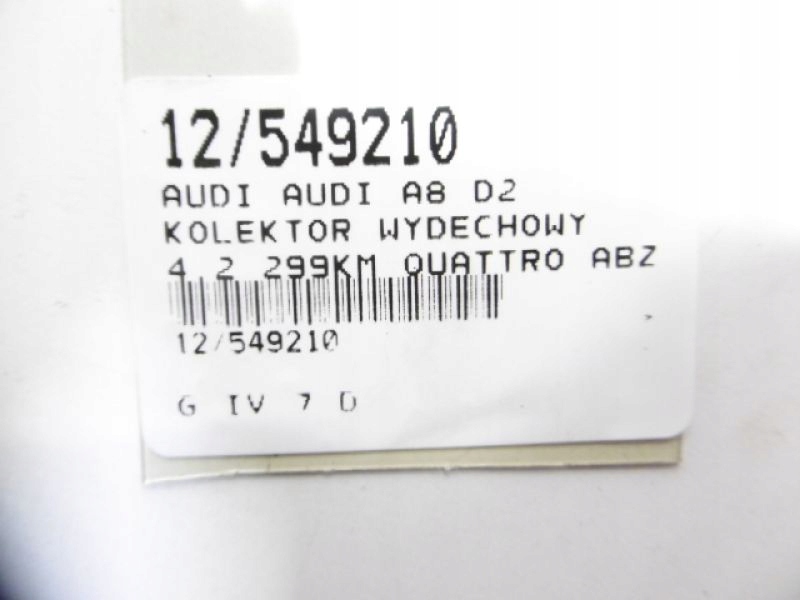 12/549210
AUDI AUDI A8 D2
KOLEKTOR WYDECHOWY
4.2 299KM QUATTRO ABZ
12/549210
G IV 7 D